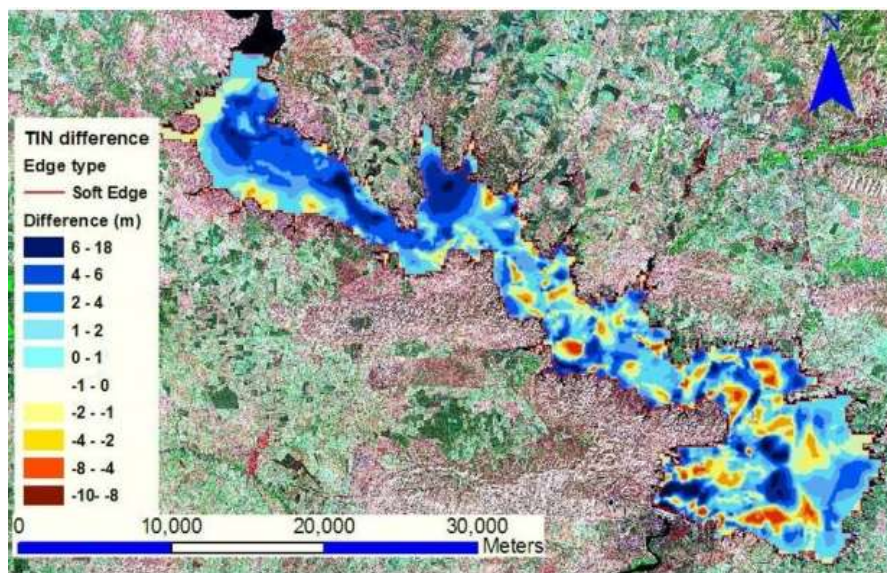 N
TIN difference
Edge type
Soft Edge
Difference (m)
6 - 18
4 - 6
2 - 4
1 - 2
0 - 1
-1 - 0
-2 - -1
-4 - -2
-8 - -4
-10- -8
0 10,000 20,000 30,000
Meters